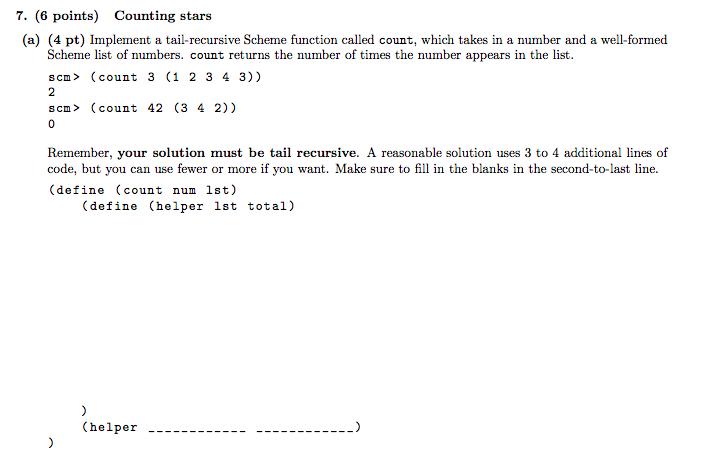 7. (6 points) Counting stars
(a) (4 pt) Implement a tail-recursive Scheme function called count, which takes in a number and a well-formed
Scheme list of numbers. count returns the number of times the number appears in the list.
scm> (count 3 (1 2 3 4 3))
2
scm> (count 42 (3 4 2))
0
Remember, your solution must be tail recursive. A reasonable solution uses 3 to 4 additional lines of
code, but you can use fewer or more if you want. Make sure to fill in the blanks in the second-to-last line.
(define (count num lst)
(define (helper lst total)
)
(helper ____________ ____________)
)